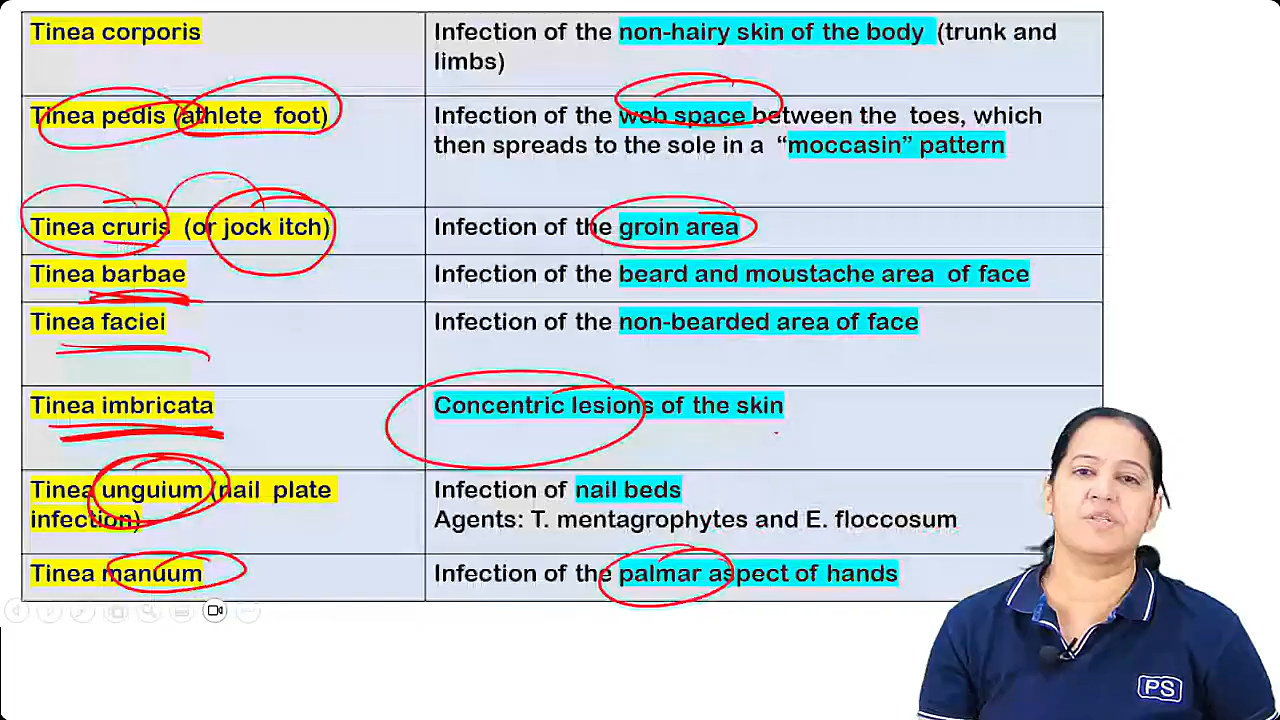 Tinea corporis
Infection of the non-hairy skin of the body (trunk and
limbs)
Tinea pedis (athlete foot)
Infection of the web space between the toes, which
then spreads to the sole in a "moccasin" pattern
Tinea cruris (or jock itch)
Infection of the groin area
Tinea barbae
Infection of the beard and moustache area of face
Tinea faciei
Infection of the non-bearded area of face
Tinea imbricata
Concentric lesions of the skin
Tinea unguium (nail plate
infection)
Infection of nail beds
Agents: T. mentagrophytes and E. floccosum
Tinea manuum
Infection of the palmar aspect of hands
PS